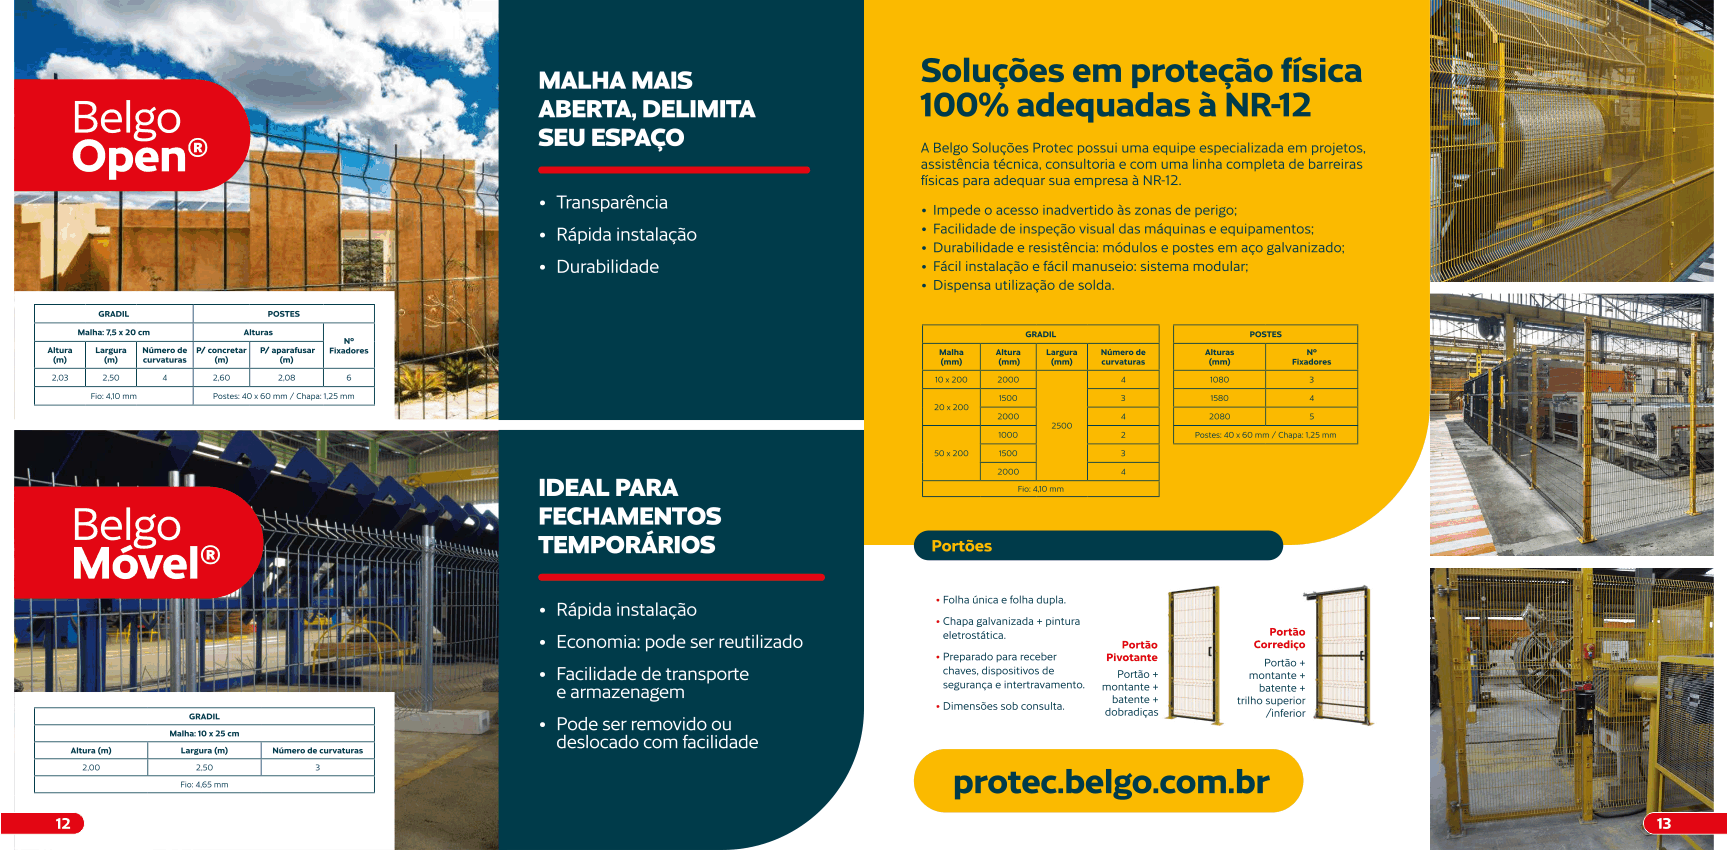 Belgo
Open®
MALHA MAIS
ABERTA, DELIMITA
SEU ESPAÇO
• Transparência
• Rápida instalação
• Durabilidade
GRADIL POSTES
Malha: 7,5 x 20 cm Alturas Nº Fixadores
Altura (m) Largura (m) Número de curvaturas P/ concretar (m) P/ aparafusar (m)
2,03 2,50 4 2,60 2,08 6
Fio: 4,10 mm Postes: 40 x 60 mm / Chapa: 1,25 mm
Belgo
Móvel®
IDEAL PARA
FECHAMENTOS
TEMPORÁRIOS
• Rápida instalação
• Economia: pode ser reutilizado
• Facilidade de transporte
e armazenagem
• Pode ser removido ou
deslocado com facilidade
GRADIL
Malha: 10 x 25 cm
Altura (m) Largura (m) Número de curvaturas
2.00 2,50 3
Fio: 4,65 mm
12
Soluções em proteção física
100% adequadas à NR-12
A Belgo Soluções Protec possui uma equipe especializada em projetos,
assistência técnica, consultoria e com uma linha completa de barreiras
físicas para adequar sua empresa à NR-12.
• Impede o acesso inadvertido às zonas de perigo;
• Facilidade de inspeção visual das máquinas e equipamentos;
• Durabilidade e resistência: módulos e postes em aço galvanizado;
• Fácil instalação e fácil manuseio: sistema modular;
• Dispensa utilização de solda.
GRADIL
Malha (mm) Altura (mm) Largura (mm) Número de curvaturas
10 x 200 2000 2500 4
20 x 200 1500 3
2000 4
50 x 200 1000 2
1500 3
2000 4
Fio: 4,10 mm
POSTES
Alturas (mm) Nº Fixadores
1080 3
1580 4
2080 5
Postes: 40 x 60 mm / Chapa: 1.25 mm
Portões
• Folha única e folha dupla.
• Chapa galvanizada + pintura
eletrostática.
• Preparado para receber
chaves, dispositivos de
segurança e intertravamento.
• Dimensões sob consulta.
Portão
Pivotante
Portão +
montante +
batente +
dobradiças
Portão
Corrediço
Portão +
montante +
batente +
trilho superior
/inferior
protec.belgo.com.br
13